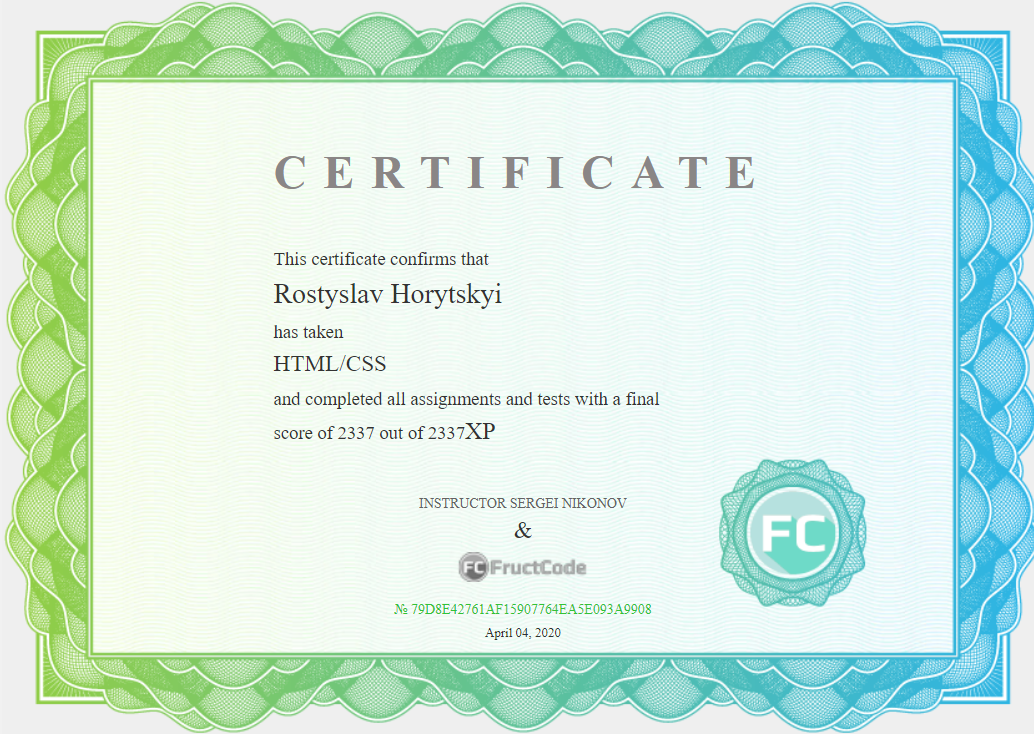 CERTIFICATE
This certificate confirms that
Rostyslav Horytskyi
has taken
HTML/CSS
and completed all assignments and tests with a final
score of 2337 out of 2337XP
INSTRUCTOR SERGEI NIKONOV
&
FC FructCode
FC
№ 79D8E42761AF15907764EA5E093A9908
April 04, 2020